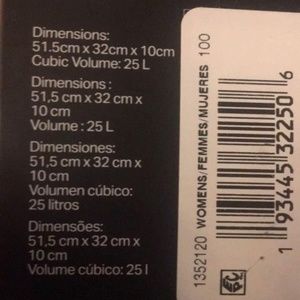 Dimensions:
51.5cm x 32cm x 10cm
Cubic Volume: 25 L
Dimensions :
51,5 cm x 32 cm x
10 cm
Volume : 25 L
Dimensiones:
51,5 cm x 32 cm x
10 cm
Volumen cúbico:
25 litros
Dimensões:
51,5 cm x 32 cm x
10 cm
Volume cúbico: 25 l
1352120 WOMENS/FEMMES/MUJERES 100
1 93445 32250 6